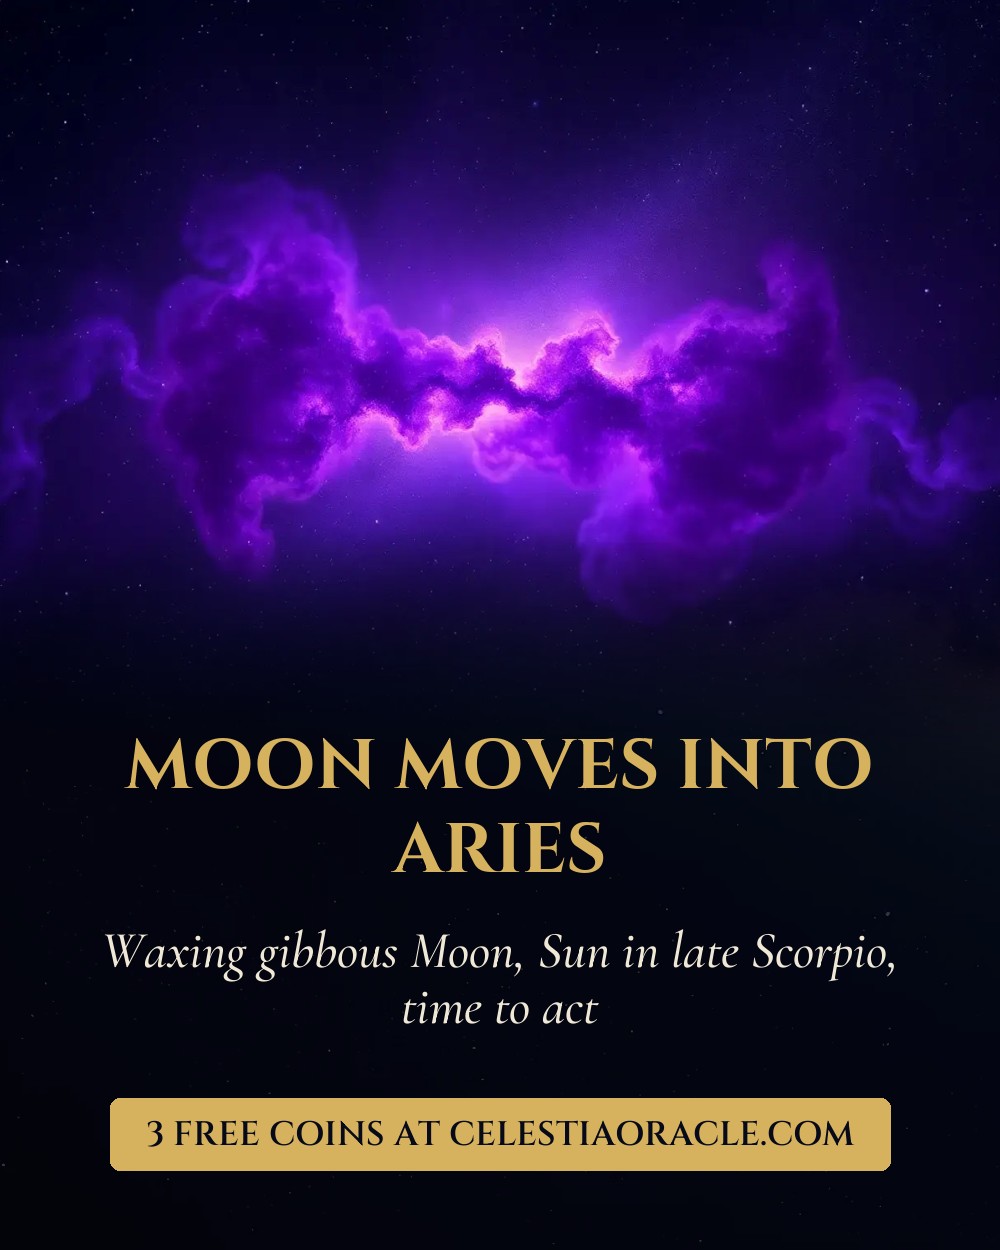 MOON MOVES INTO
ARIES
Waxing gibbous Moon, Sun in late Scorpio,
time to act
3 FREE COINS AT CELESTIAORACLE.COM